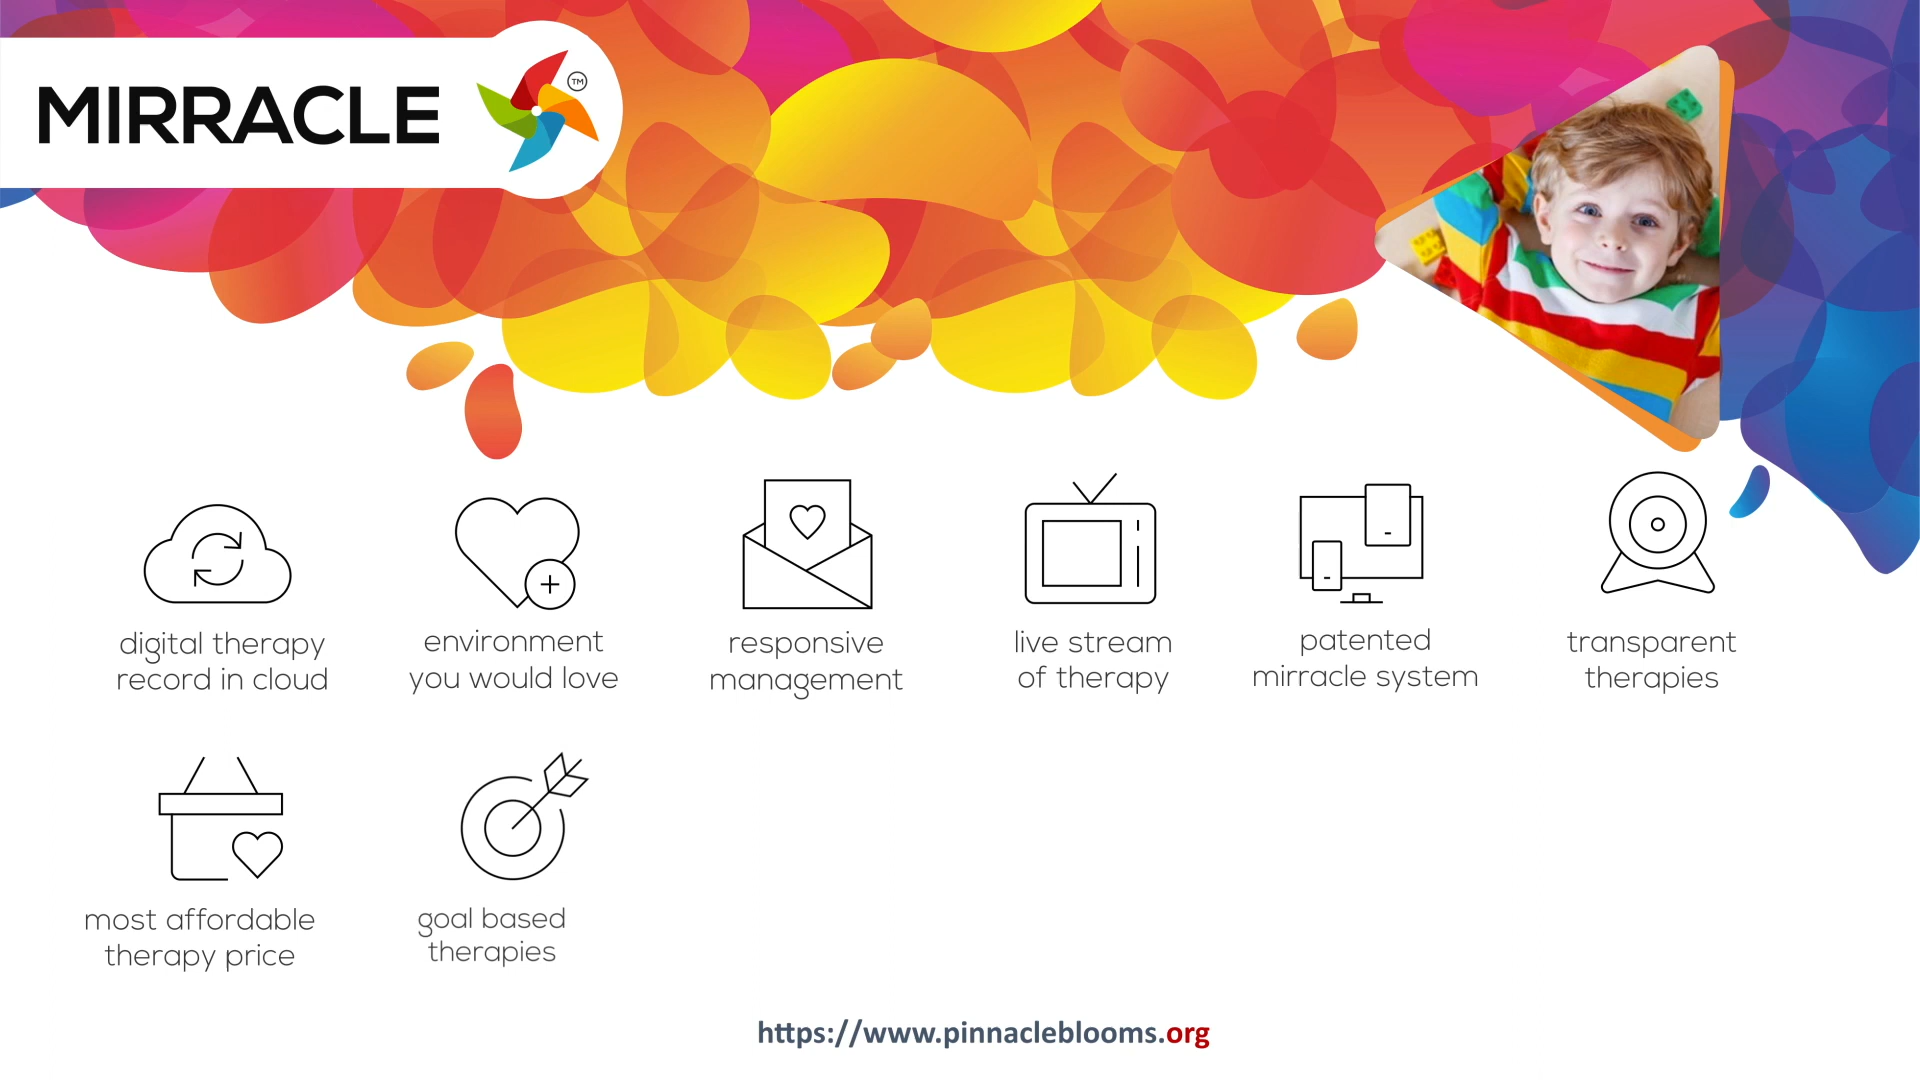 MIRRACLE
TM
digital therapy
record in cloud
environment
you would love
responsive
management
live stream
of therapy
patented
mirracle system
transparent
therapies
most affordable
therapy price
goal based
therapies
https://www.pinnacleblooms.org